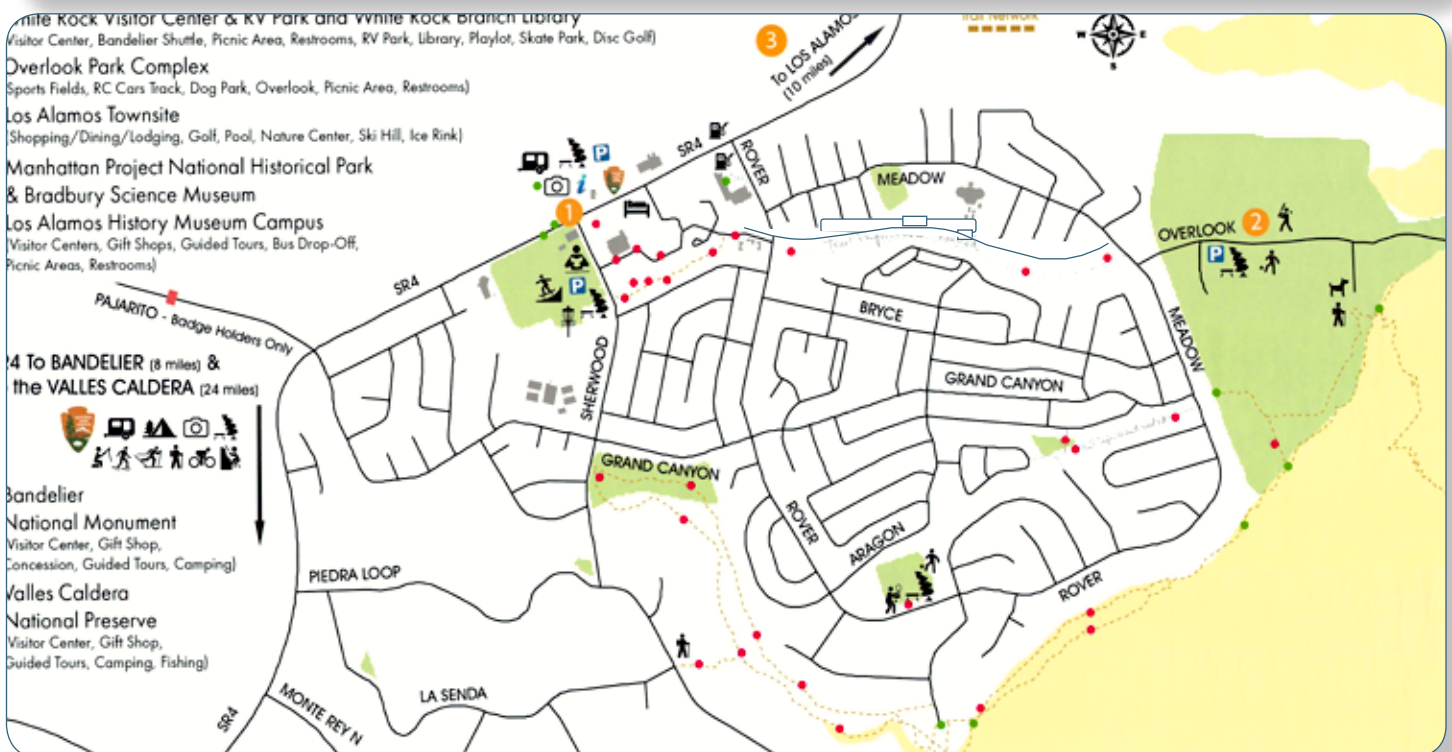 White Rock Visitor Center & RV Park and White Rock Branch Library
Visitor Center, Bandelier Shuttle, Picnic Area, Restrooms, RV Park, Library, Playlot, Skate Park, Disc Golf)
Overlook Park Complex
Sports Fields, RC Cars Track, Dog Park, Overlook, Picnic Area, Restrooms)
Los Alamos Townsite
(Shopping/Dining/Lodging, Golf, Pool, Nature Center, Ski Hill, Ice Rink)
Manhattan Project National Historical Park
& Bradbury Science Museum
Los Alamos History Museum Campus
(Visitor Centers, Gift Shops, Guided Tours, Bus Drop-Off,
Picnic Areas, Restrooms)
Trail Network
W E
S
3
To LOS ALAMOS
(10 miles)
SR4
ROVER
P
i
1
MEADOW
OVERLOOK 2
P
SR4
P
PAJARITO - Badge Holders Only
BRYCE
MEADOW
SHERWOOD
GRAND CANYON
4 To BANDELIER (8 miles) &
the VALLES CALDERA (24 miles)
GRAND CANYON
ROVER
ARAGON
Bandelier
National Monument
Visitor Center, Gift Shop,
Concession, Guided Tours, Camping)
PIEDRA LOOP
ROVER
Valles Caldera
National Preserve
Visitor Center, Gift Shop,
Guided Tours, Camping, Fishing)
LA SENDA
MONTE REY N
SR4